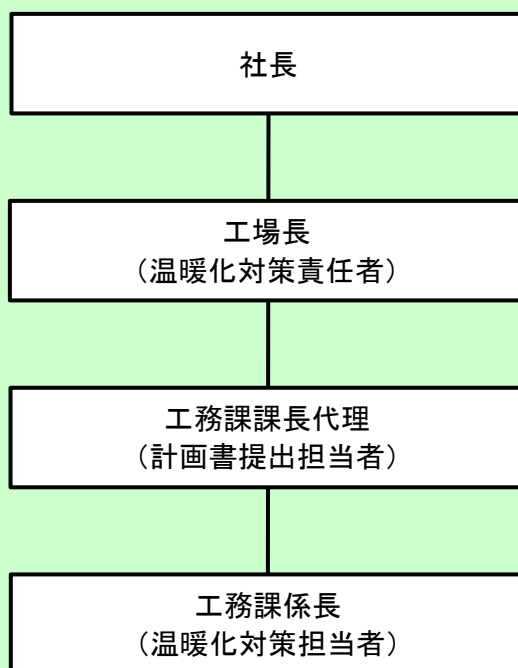 社長
工場長
（温暖化対策責任者）
工務課課長代理
（計画書提出担当者）
工務課係長
（温暖化対策担当者）